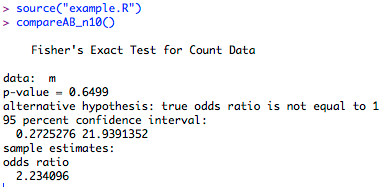 > source("example.R")
> compareAB_n10()
Fisher's Exact Test for Count Data
data: m
p-value = 0.6499
alternative hypothesis: true odds ratio is not equal to 1
95 percent confidence interval:
0.2725276 21.9391352
sample estimates:
odds ratio
2.234096